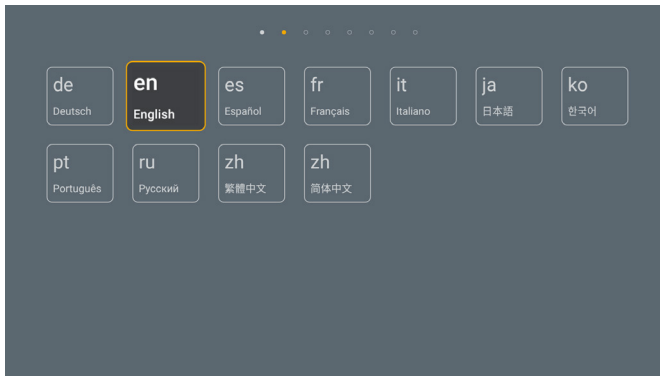 de
Deutsch
en
English
es
Español
fr
Français
it
Italiano
ja
日本語
ko
한국어
pt
Português
ru
Русский
zh
繁體中文
zh
简体中文